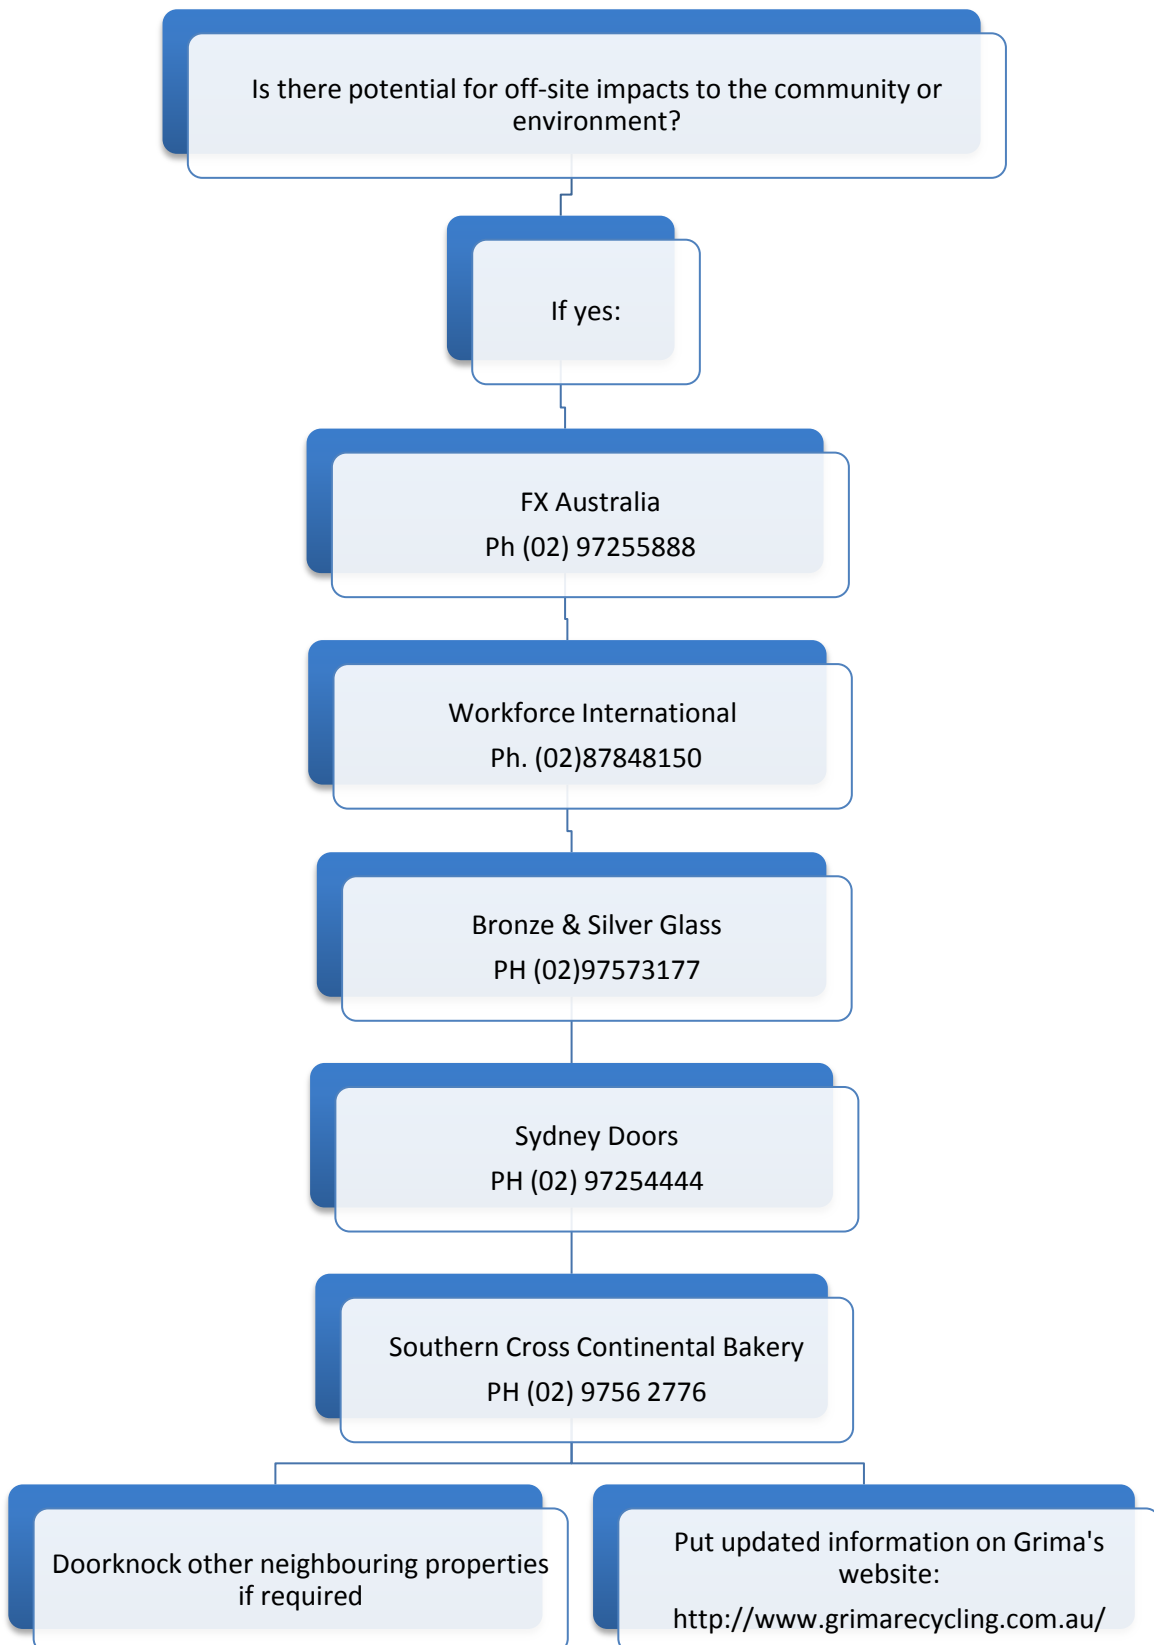 Is there potential for off-site impacts to the community or
environment?
If yes:
FX Australia
Ph (02) 97255888
Workforce International
Ph. (02)87848150
Bronze & Silver Glass
PH (02)97573177
Sydney Doors
PH (02) 97254444
Southern Cross Continental Bakery
PH (02) 9756 2776
Doorknock other neighbouring properties
if required
Put updated information on Grima's
website:
http://www.grimarecycling.com.au/